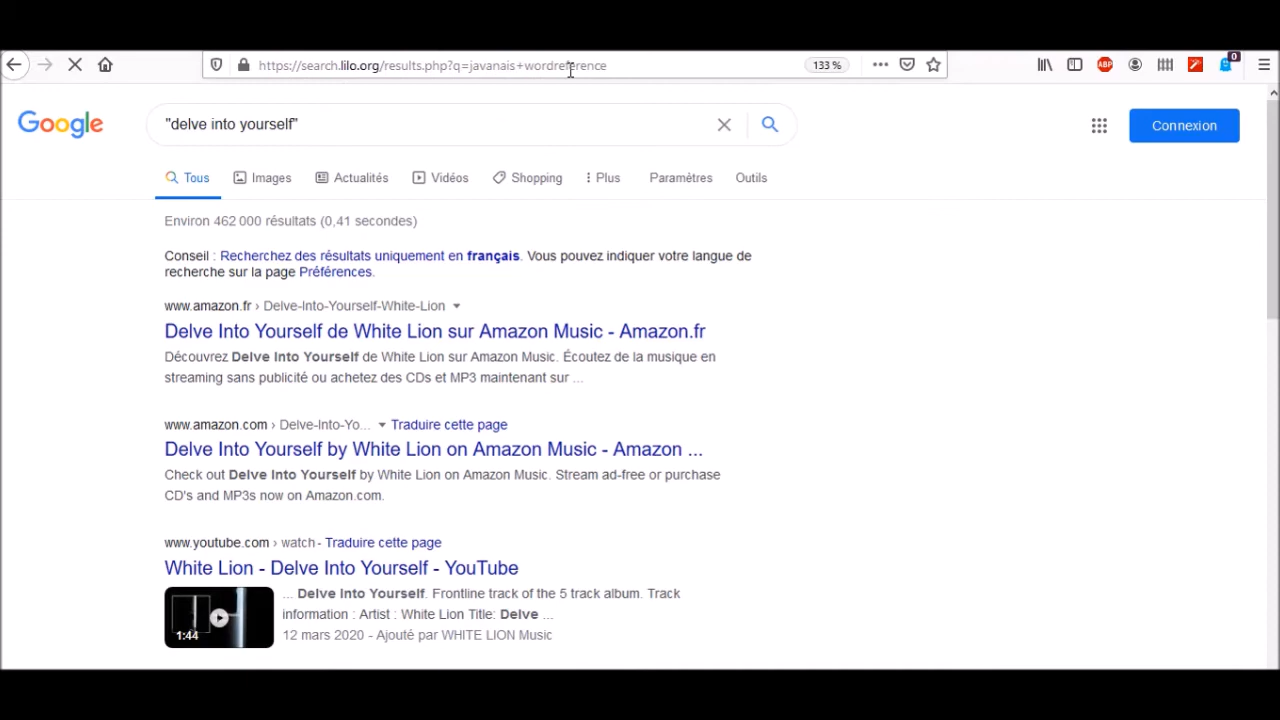 https://search.lilo.org/results.php?q=javanais+wordreference
133 %
ABP
0
Google
"delve into yourself"
Connexion
Tous
Images
Actualités
Vidéos
Shopping
Plus
Paramètres
Outils
Environ 462 000 résultats (0,41 secondes)
Conseil : Recherchez des résultats uniquement en français. Vous pouvez indiquer votre langue de
recherche sur la page Préférences.
www.amazon.fr › Delve-Into-Yourself-White-Lion
Delve Into Yourself de White Lion sur Amazon Music - Amazon.fr
Découvrez Delve Into Yourself de White Lion sur Amazon Music. Écoutez de la musique en
streaming sans publicité ou achetez des CDs et MP3 maintenant sur ...
www.amazon.com › Delve-Into-Yo... Traduire cette page
Delve Into Yourself by White Lion on Amazon Music - Amazon ...
Check out Delve Into Yourself by White Lion on Amazon Music. Stream ad-free or purchase
CD's and MP3s now on Amazon.com.
www.youtube.com › watch - Traduire cette page
White Lion - Delve Into Yourself - YouTube
... Delve Into Yourself. Frontline track of the 5 track album. Track
information : Artist : White Lion Title: Delve ...
1:44
12 mars 2020 - Ajouté par WHITE LION Music